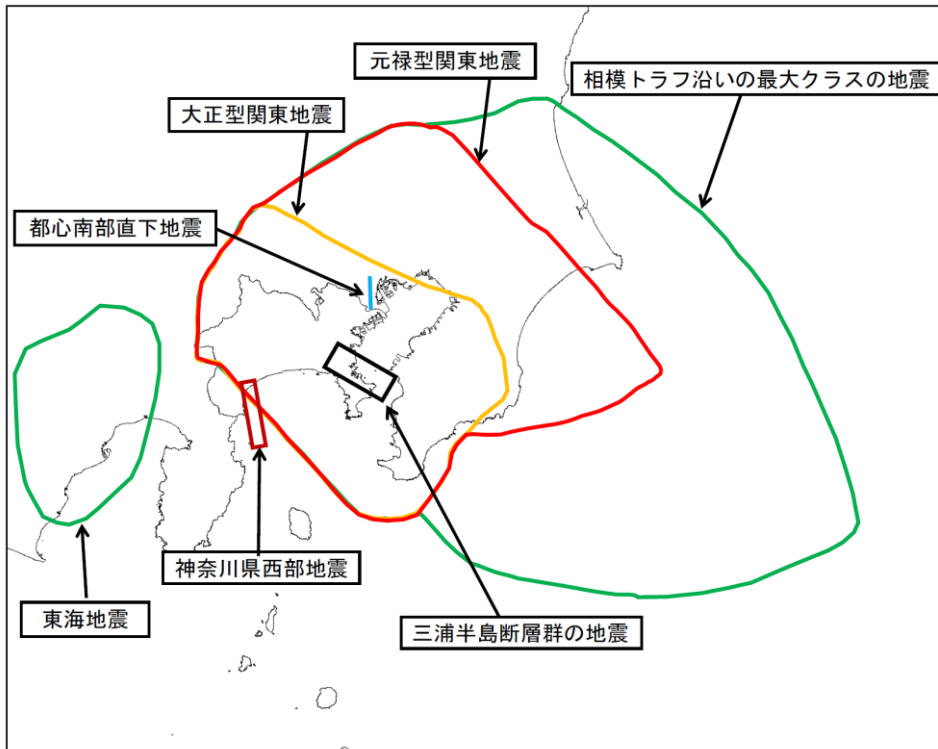 元禄型関東地震
相模トラフ沿いの最大クラスの地震
大正型関東地震
都心南部直下地震
神奈川県西部地震
東海地震
三浦半島断層群の地震